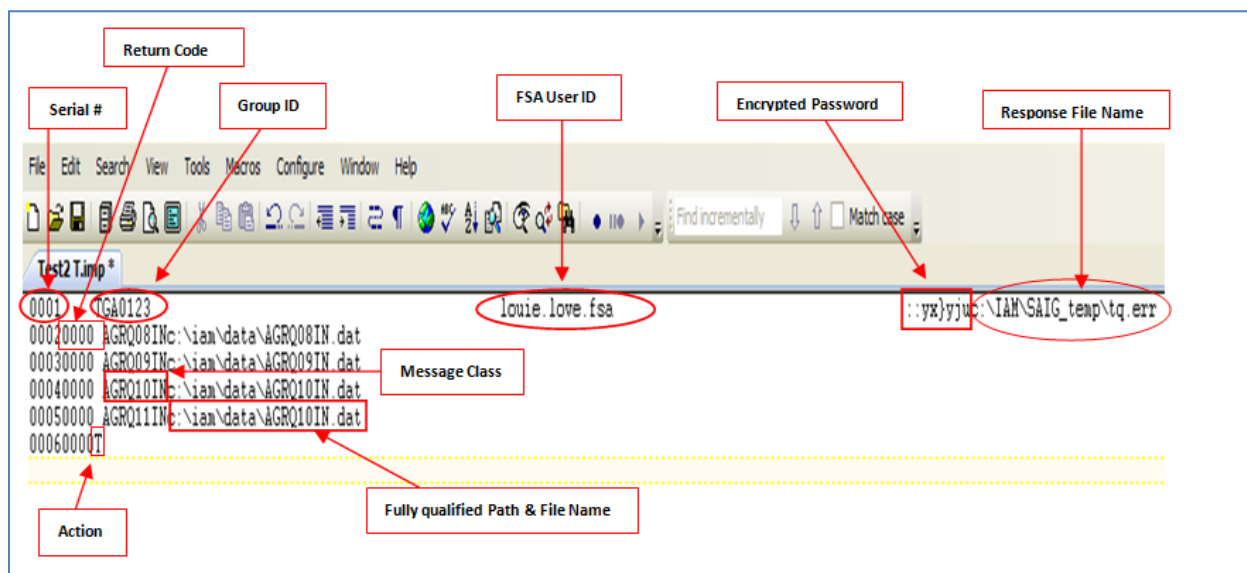 Return Code
Serial #
Group ID
FSA User ID
Encrypted Password
Response File Name
File Edit Search View Tools Macros Configure Window Help
Find incrementally Match case
Test2 T.imp *
0001 TGA0123 louie.love.fsa ::yx}yjuc:\IAM\SAIG_temp\tq.err
00020000 AGRQ08INc:\iam\data\AGRQ08IN.dat
00030000 AGRQ09INc:\iam\data\AGRQ09IN.dat
00040000 AGRQ10INc:\iam\data\AGRQ10IN.dat
00050000 AGRQ11INc:\iam\data\AGRQ10IN.dat
00060000T
Message Class
Fully qualified Path & File Name
Action